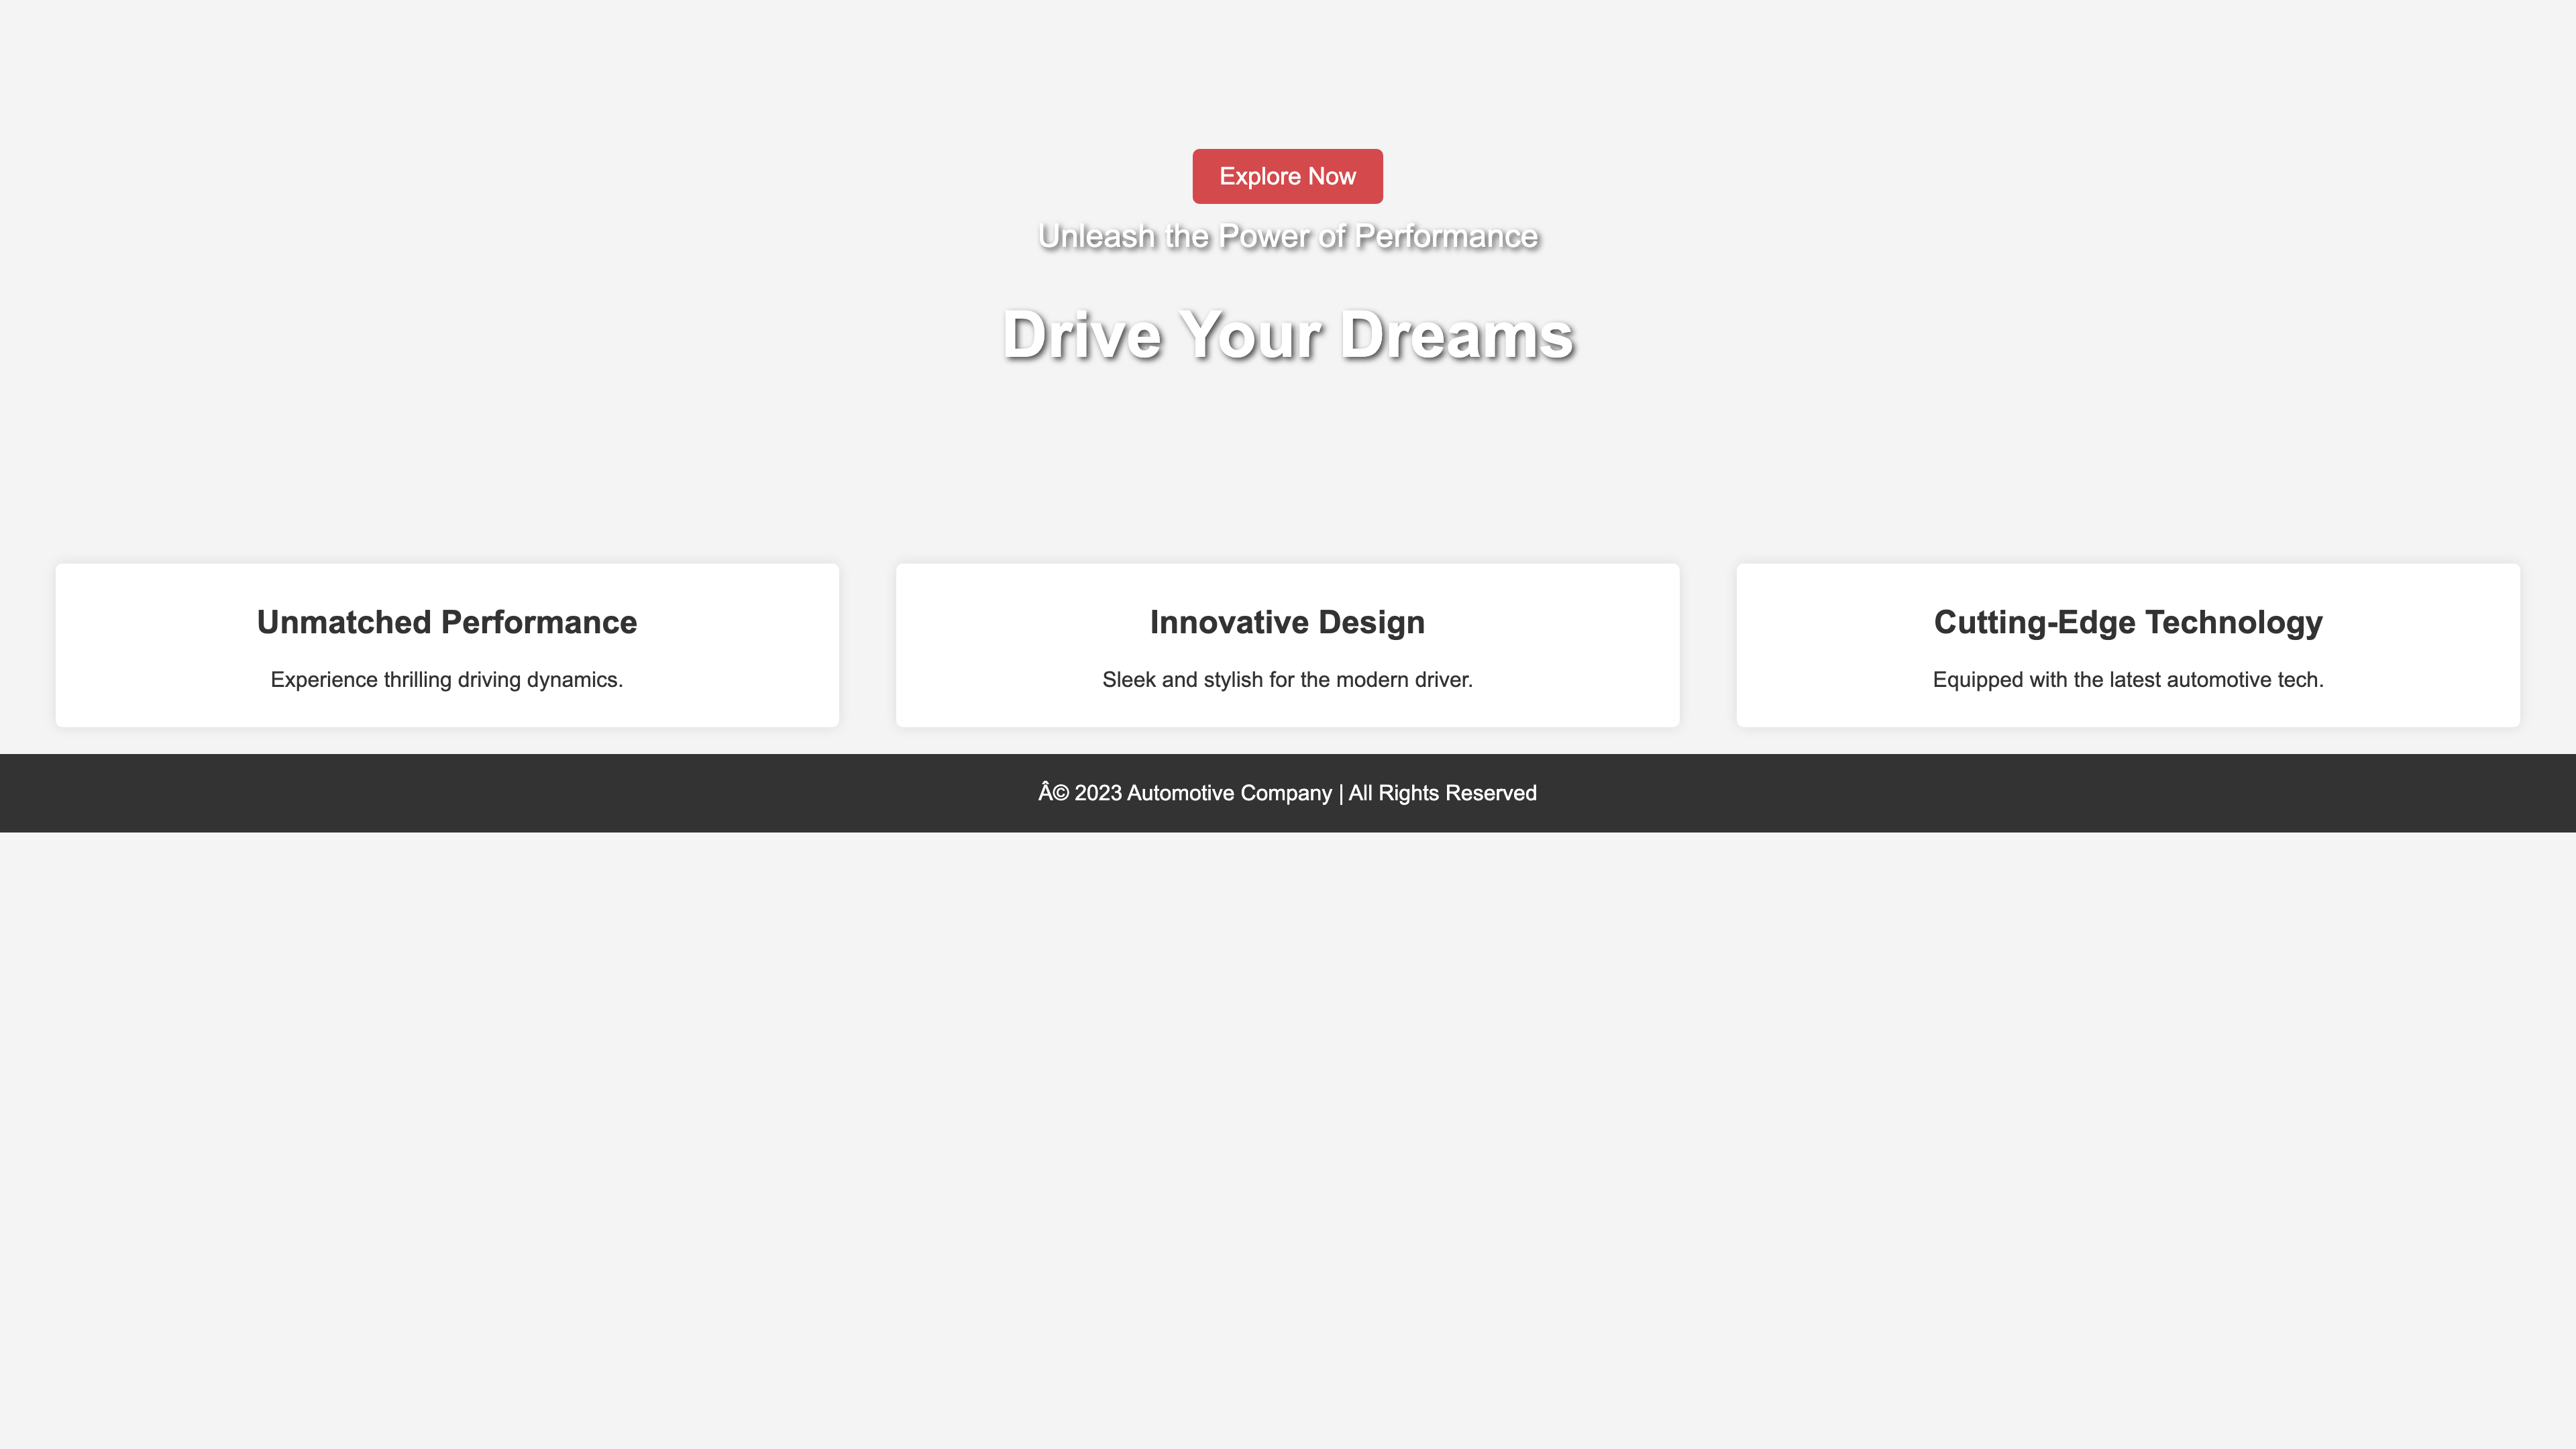 Explore Now
Unleash the Power of Performance
Drive Your Dreams
Unmatched Performance
Experience thrilling driving dynamics.
Innovative Design
Sleek and stylish for the modern driver.
Cutting-Edge Technology
Equipped with the latest automotive tech.
Â© 2023 Automotive Company | All Rights Reserved